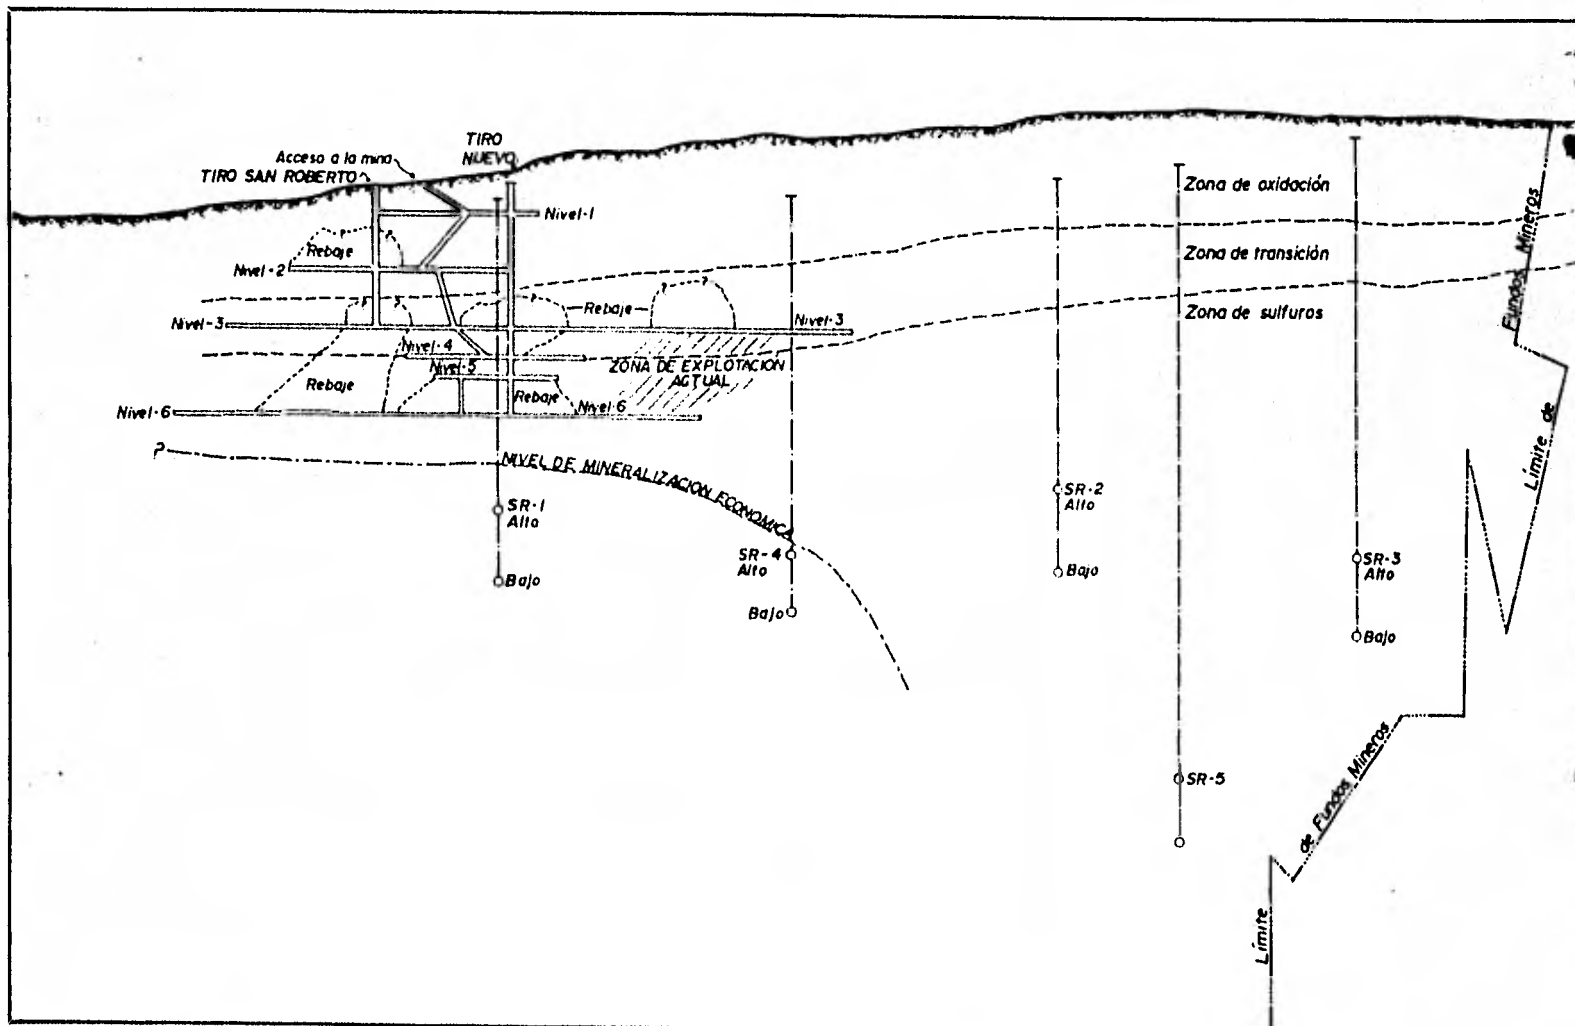 TIRO
NUEVO
Acceso a la mina
TIRO SAN ROBERTO
Nivel-1
Zona de oxidación
Rebaje
Nivel-2
Zona de transición
Rebaje
Nivel-3
Nivel-3
Zona de sulfuros
Nivel-4
Nivel-5
ZONA DE EXPLOTACION
ACTUAL
Rebaje
Rebaje
Nivel-6
Nivel-6
?
NIVEL DE MINERALIZACION ECONOMICA
SR-1
Alto
Bajo
SR-4
Alto
Bajo
SR-2
Alto
Bajo
SR-3
Alto
Bajo
SR-5
Límite de
Fundos Mineros
Límite
de Fundos Mineros